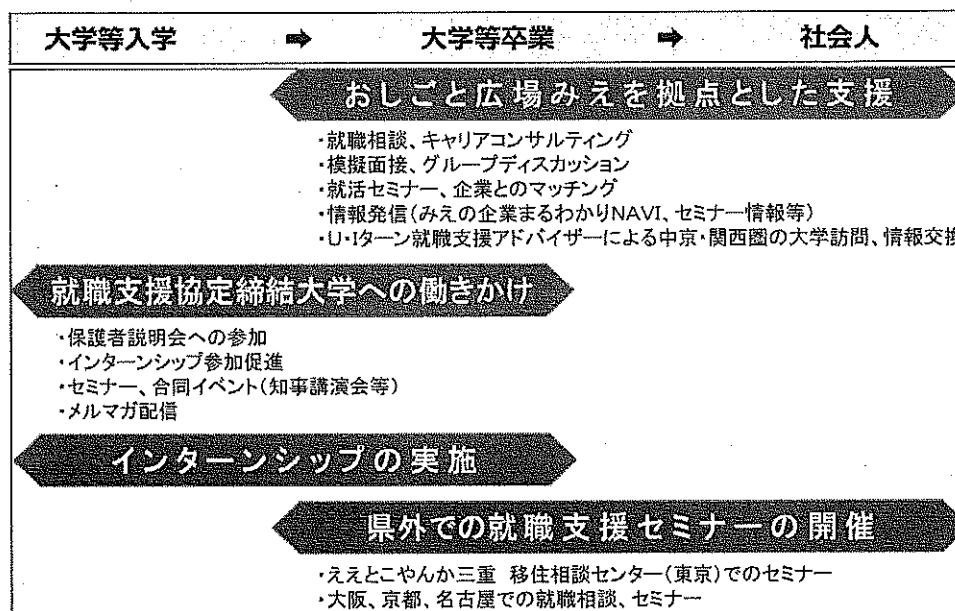 大学等入学 ➡ 大学等卒業 ➡ 社会人
おしごと広場みえを拠点とした支援
・就職相談、キャリアコンサルティング
・模擬面接、グループディスカッション
・就活セミナー、企業とのマッチング
・情報発信(みえの企業まるわかりNAVI、セミナー情報等)
・U・Iターン就職支援アドバイザーによる中京・関西圏の大学訪問、情報交換
就職支援協定締結大学への働きかけ
・保護者説明会への参加
・インターンシップ参加促進
・セミナー、合同イベント(知事講演会等)
・メルマガ配信
インターンシップの実施
県外での就職支援セミナーの開催
・ええとこやんか三重 移住相談センター(東京)でのセミナー
・大阪、京都、名古屋での就職相談、セミナー